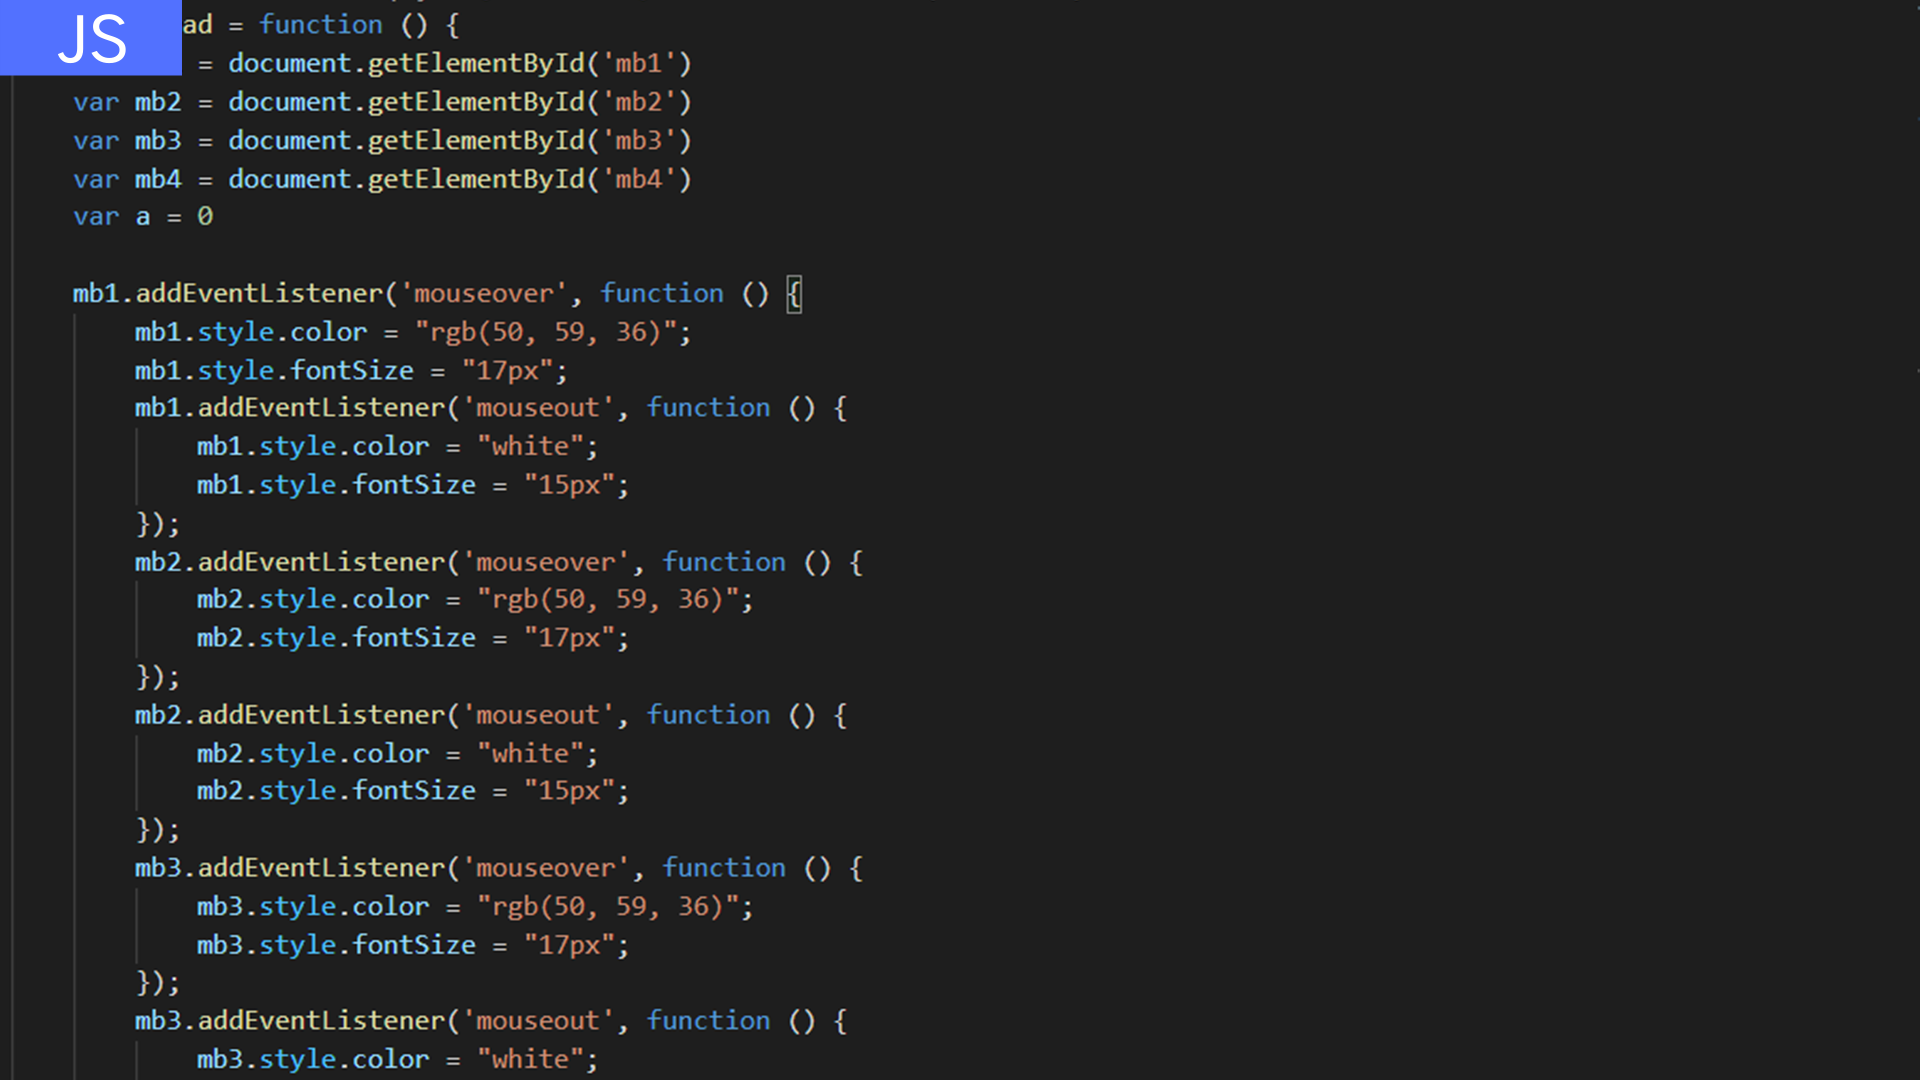 JS
ad = function () {
= document.getElementById('mb1')
var mb2 = document.getElementById('mb2')
var mb3 = document.getElementById('mb3')
var mb4 = document.getElementById('mb4')
var a = 0
mb1.addEventListener('mouseover', function () {
mb1.style.color = "rgb(50, 59, 36)";
mb1.style.fontSize = "17px";
mb1.addEventListener('mouseout', function () {
mb1.style.color = "white";
mb1.style.fontSize = "15px";
});
mb2.addEventListener('mouseover', function () {
mb2.style.color = "rgb(50, 59, 36)";
mb2.style.fontSize = "17px";
});
mb2.addEventListener('mouseout', function () {
mb2.style.color = "white";
mb2.style.fontSize = "15px";
});
mb3.addEventListener('mouseover', function () {
mb3.style.color = "rgb(50, 59, 36)";
mb3.style.fontSize = "17px";
});
mb3.addEventListener('mouseout', function () {
mb3.style.color = "white";